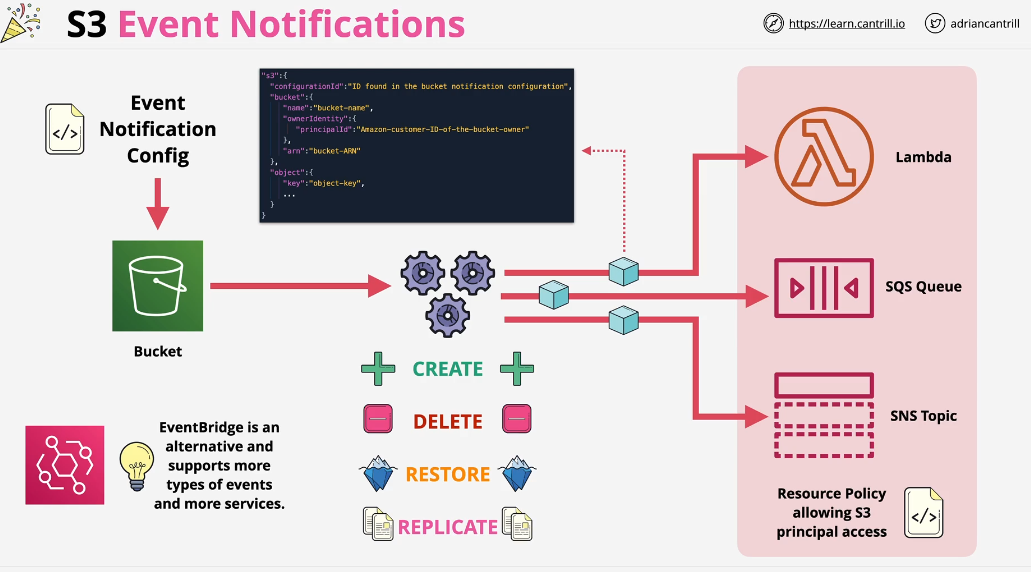 S3 Event Notifications
https://learn.cantrill.io
adriancantrill
Event
Notification
Config
"s3":{
"configurationId":"ID found in the bucket notification configuration",
"bucket":{
"name":"bucket-name",
"ownerIdentity":{
"principalId":"Amazon-customer-ID-of-the-bucket-owner"
},
"arn":"bucket-ARN"
},
"object":{
"key":"object-key",
...
}
}
</>
Bucket
Lambda
SQS Queue
SNS Topic
CREATE
DELETE
RESTORE
REPLICATE
EventBridge is an
alternative and
supports more
types of events
and more services.
Resource Policy
allowing S3
principal access
</>